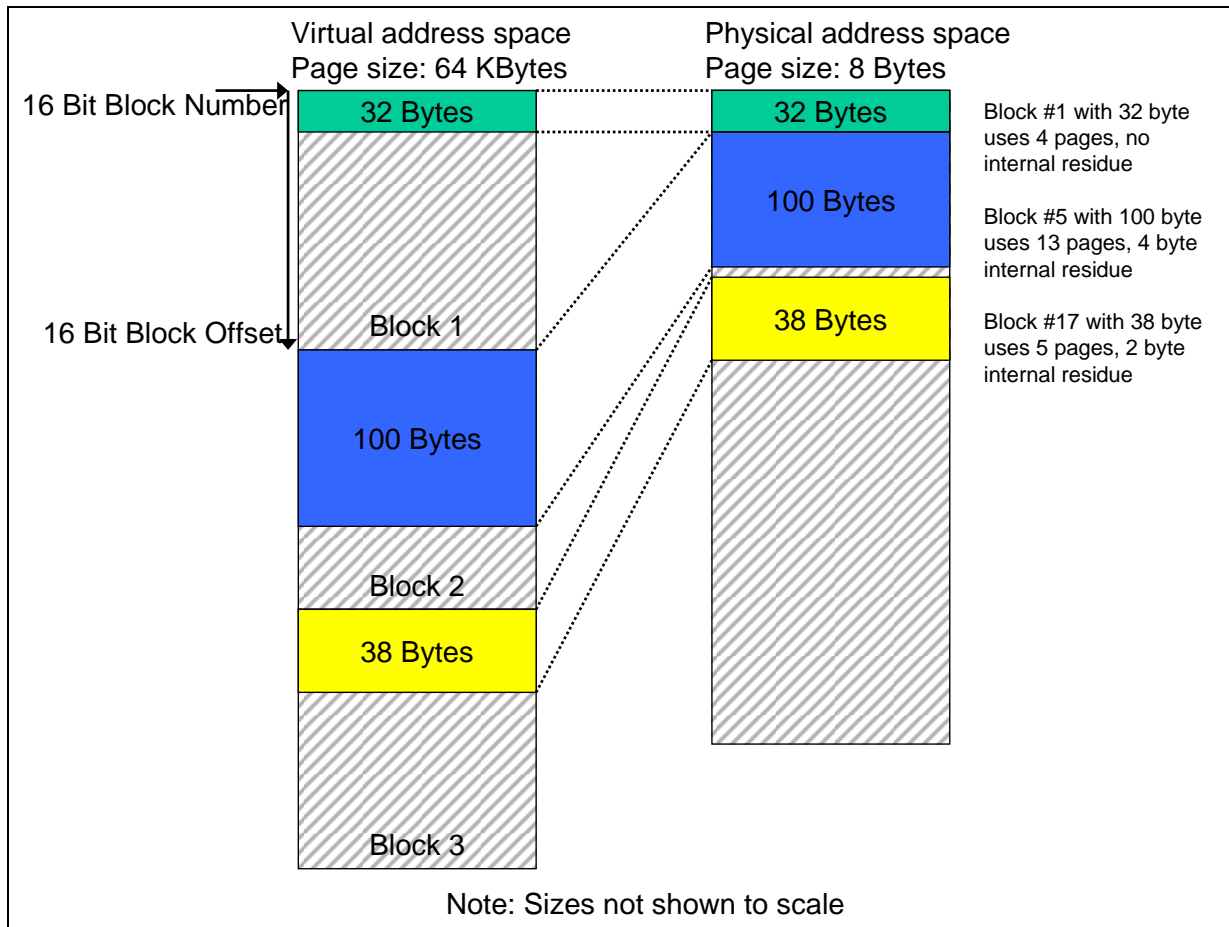 Virtual address space
Page size: 64 KBytes
Physical address space
Page size: 8 Bytes
16 Bit Block Number
32 Bytes
32 Bytes
Block #1 with 32 byte
uses 4 pages, no
internal residue
100 Bytes
Block #5 with 100 byte
uses 13 pages, 4 byte
internal residue
16 Bit Block Offset
Block 1
38 Bytes
Block #17 with 38 byte
uses 5 pages, 2 byte
internal residue
100 Bytes
Block 2
38 Bytes
Block 3
Note: Sizes not shown to scale